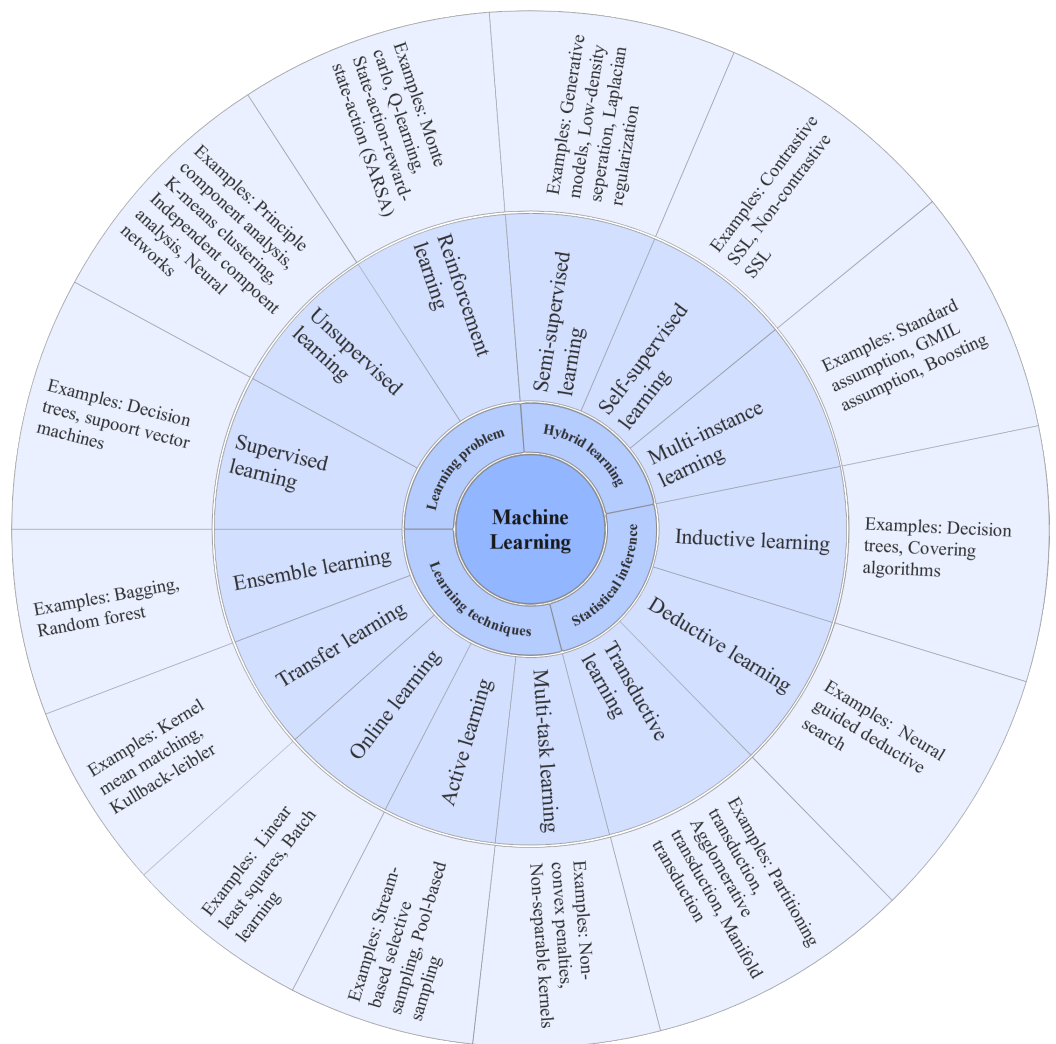 Machine
Learning
Learning problem
Hybrid learning
Statistical inference
Learning techniques
Supervised
learning
Unsupervised
learning
Reinforcement
learning
Semi-supervised
learning
Self-supervised
learning
Multi-instance
learning
Inductive learning
Deductive learning
Transductive
learning
Multi-task learning
Active learning
Online learning
Transfer learning
Ensemble learning
Examples: Decision
trees, supoort vector
machines
Examples: Principle
component analysis,
K-means clustering,
Independent compoent
analysis, Neural
networks
Examples: Monte
carlo, Q-learning,
State-action-reward-
state-action (SARSA)
Examples: Generative
models, Low-density
seperation, Laplacian
regularization
Examples: Contrastive
SSL, Non-contrastive
SSL
Examples: Standard
assumption, GMIL
assumption, Boosting
Examples: Decision
trees, Covering
algorithms
Examples: Neural
guided deductive
search
Examples: Partitioning
transduction,
Agglomerative
transduction, Manifold
transduction
Examples: Non-
convex penalties,
Non-separable kernels
Examples: Stream-
based selective
sampling, Pool-based
sampling
Examples: Linear
least squares, Batch
learning
Examples: Kernel
mean matching,
Kullback-leibler
Examples: Bagging,
Random forest